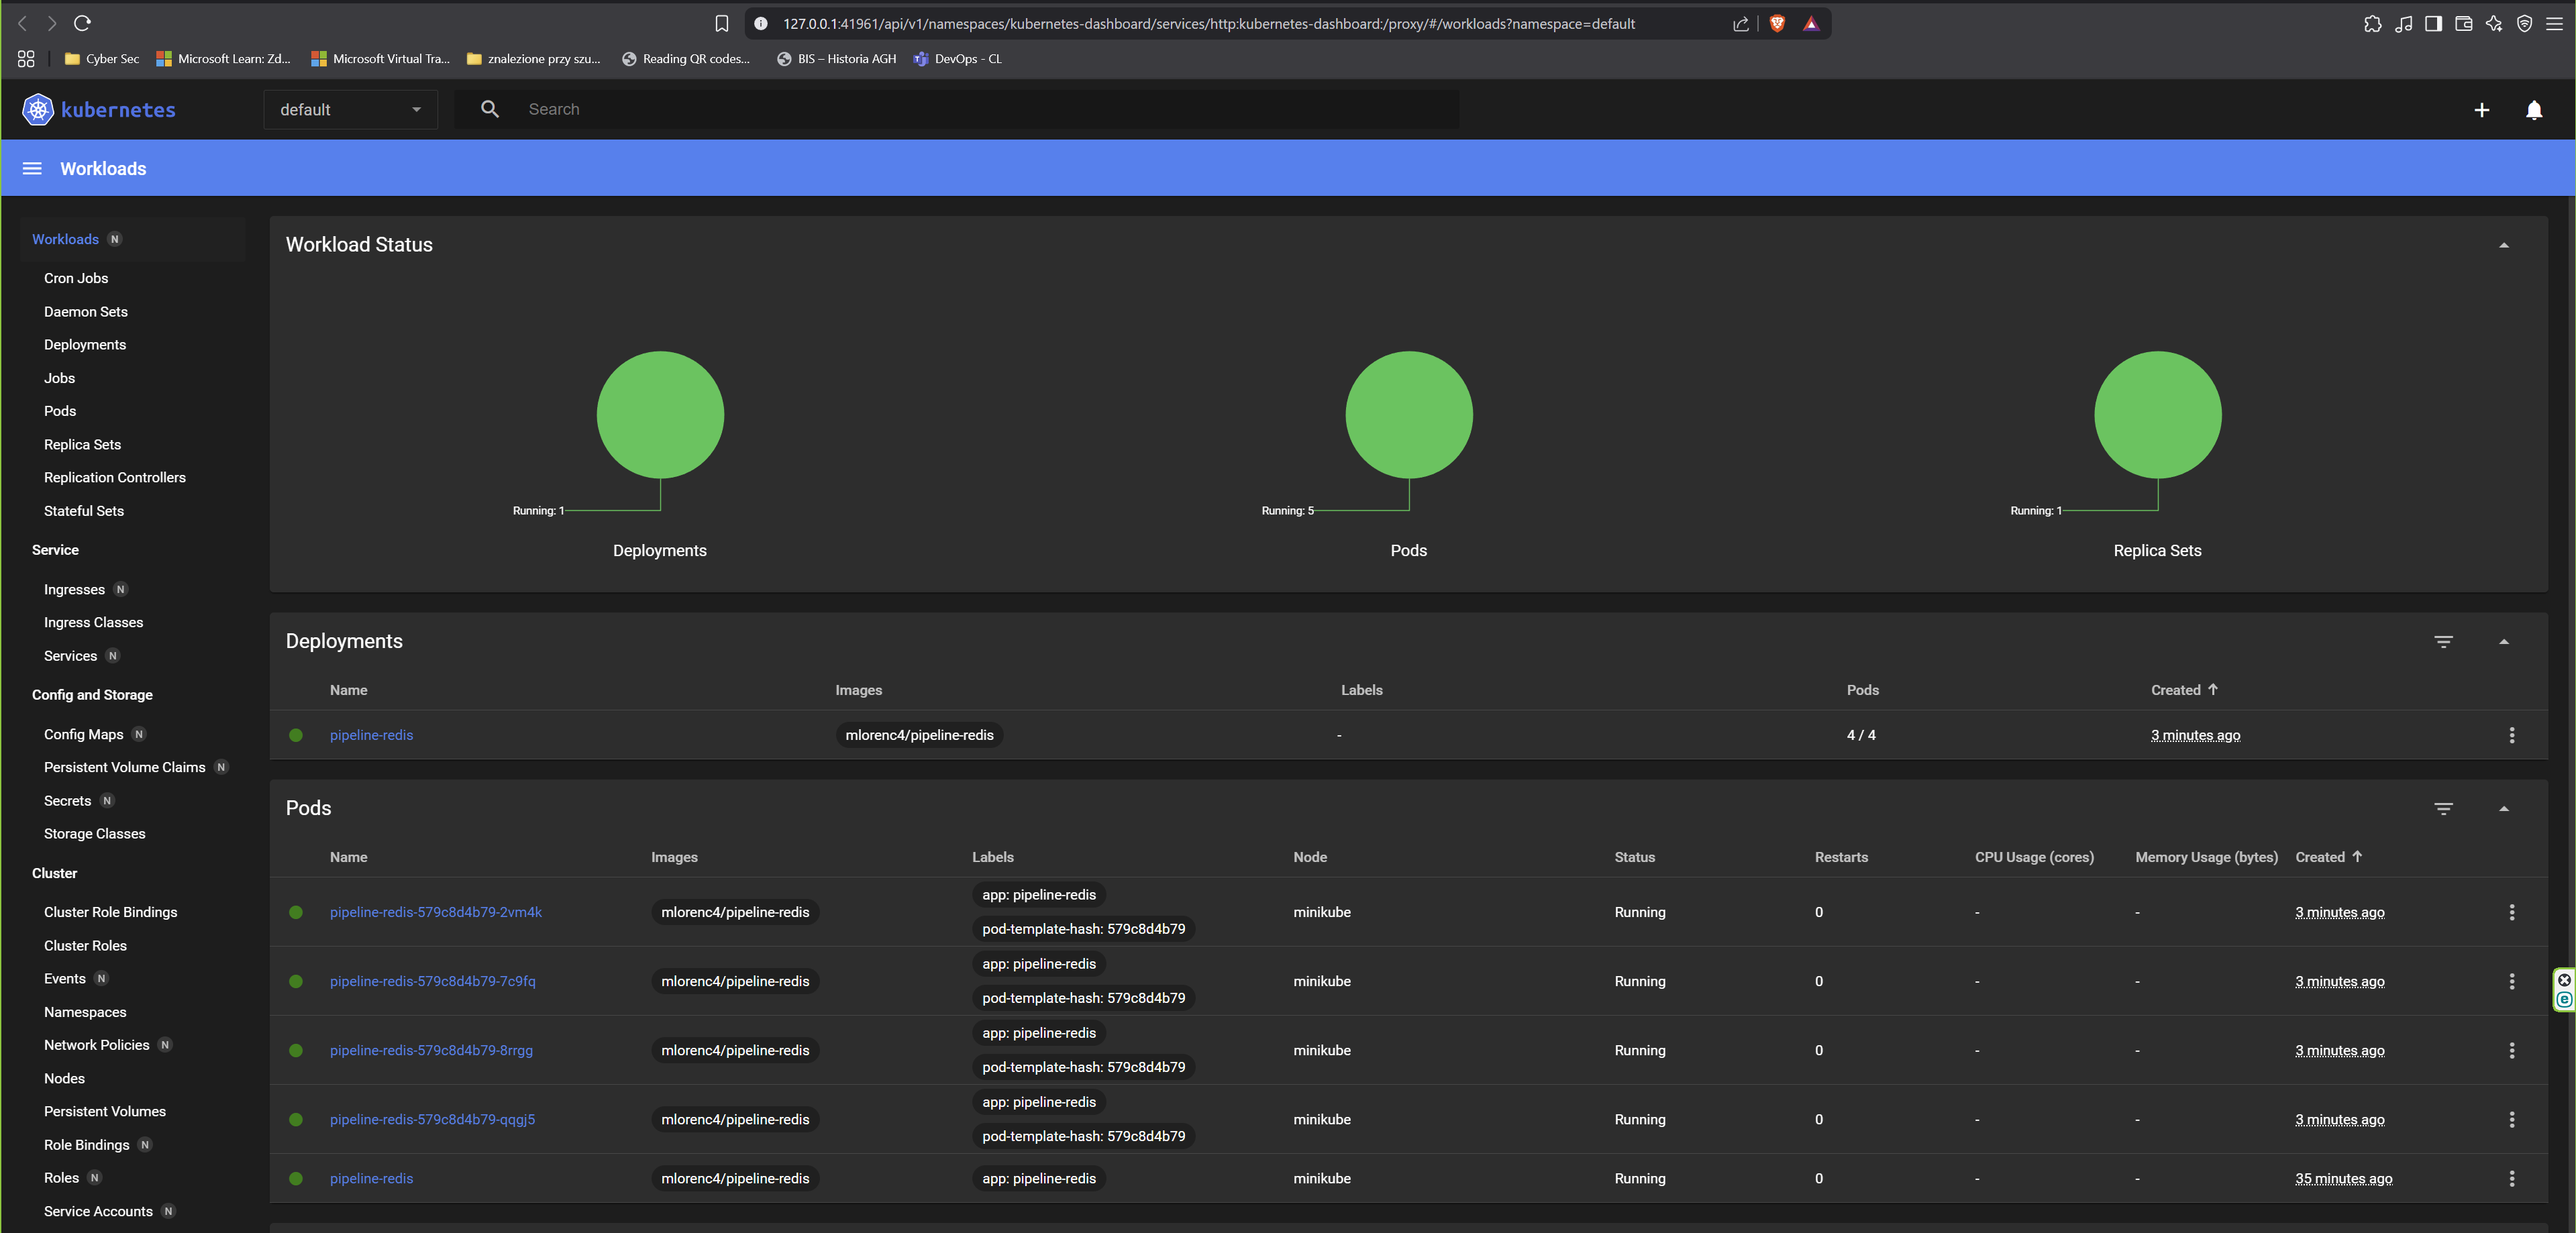 127.0.0.1:41961/api/v1/namespaces/kubernetes-dashboard/services/http:kubernetes-dashboard:/proxy/#/workloads?namespace=default
Cyber Sec
Microsoft Learn: Zd...
Microsoft Virtual Tra...
znalezione przy szu...
Reading QR codes...
BIS – Historia AGH
DevOps - CL
kubernetes
default
Search
Workloads
Workloads N
Cron Jobs
Daemon Sets
Deployments
Jobs
Pods
Replica Sets
Replication Controllers
Stateful Sets
Service
Ingresses N
Ingress Classes
Services N
Config and Storage
Config Maps N
Persistent Volume Claims N
Secrets N
Storage Classes
Cluster
Cluster Role Bindings
Cluster Roles
Events N
Namespaces
Network Policies N
Nodes
Persistent Volumes
Role Bindings N
Roles N
Service Accounts N
Workload Status
Running: 1
Deployments
Running: 5
Pods
Running: 1
Replica Sets
Deployments
Name Images Labels Pods Created
pipeline-redis mlorenc4/pipeline-redis - 4 / 4 3 minutes ago
Pods
Name Images Labels Node Status Restarts CPU Usage (cores) Memory Usage (bytes) Created
app: pipeline-redis
pipeline-redis-579c8d4b79-2vm4k mlorenc4/pipeline-redis minikube Running 0 - - 3 minutes ago
pod-template-hash: 579c8d4b79
app: pipeline-redis
pipeline-redis-579c8d4b79-7c9fq mlorenc4/pipeline-redis minikube Running 0 - - 3 minutes ago
pod-template-hash: 579c8d4b79
app: pipeline-redis
pipeline-redis-579c8d4b79-8rrgg mlorenc4/pipeline-redis minikube Running 0 - - 3 minutes ago
pod-template-hash: 579c8d4b79
app: pipeline-redis
pipeline-redis-579c8d4b79-qqgj5 mlorenc4/pipeline-redis minikube Running 0 - - 3 minutes ago
pod-template-hash: 579c8d4b79
pipeline-redis mlorenc4/pipeline-redis app: pipeline-redis minikube Running 0 - - 35 minutes ago